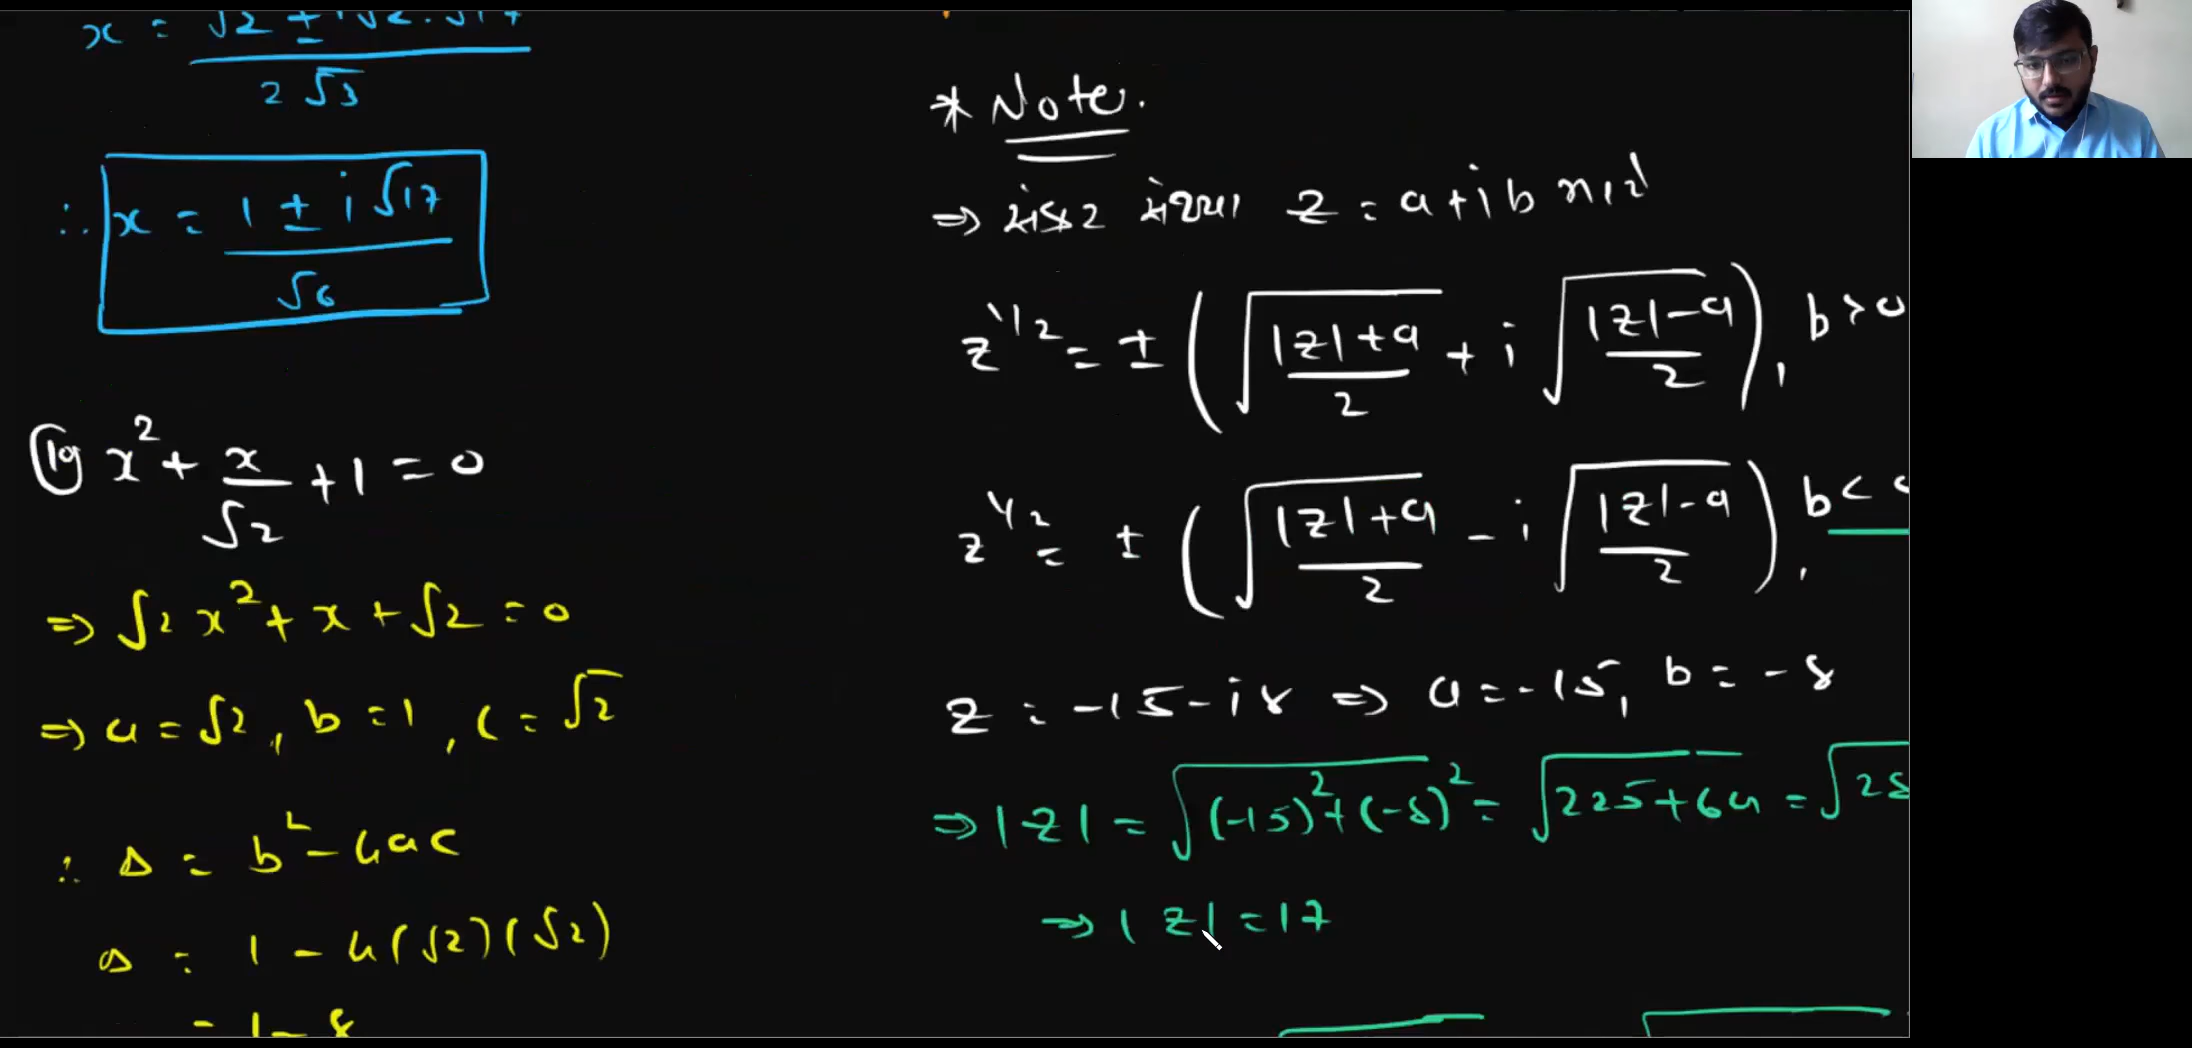 x = √2 ± i√2·√17 / 2√3
∴ x = 1 ± i√17 / √6
(19) x² + x/√2 + 1 = 0
⇒ √2 x² + x + √2 = 0
⇒ a = √2, b = 1, c = √2
∴ Δ = b² - 4ac
Δ = 1 - 4(√2)(√2)
= 1 - 8
* Note.
⇒ સંકર સંખ્યા z = a+ib માટે
z^1/2 = ± (√(|z|+a / 2) + i √(|z|-a / 2)), b > 0
z^1/2 = ± (√(|z|+a / 2) - i √(|z|-a / 2)), b <
z = -15-i8 ⇒ a = -15, b = -8
⇒ |z| = √((-15)² + (-8)²) = √(225+64) = √28
⇒ |z| = 17